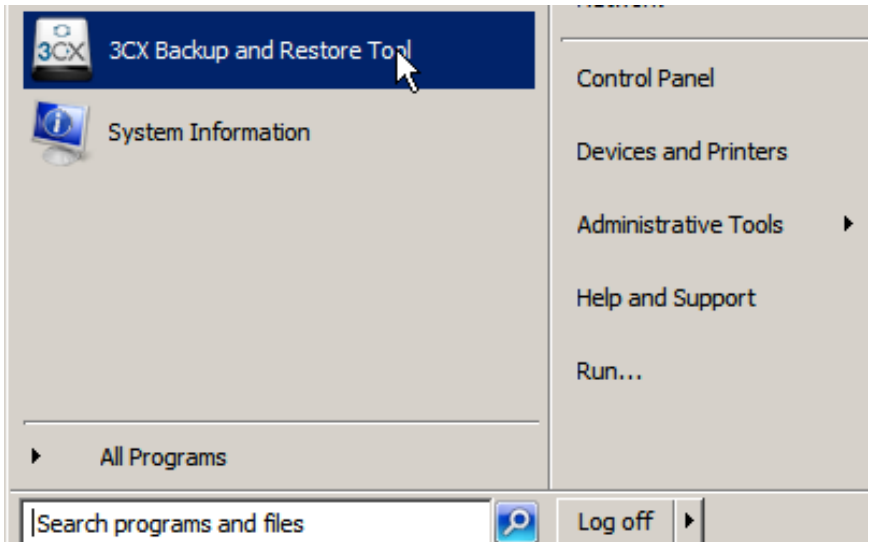 3CX
3CX Backup and Restore Tool
System Information
All Programs
Search programs and files
Control Panel
Devices and Printers
Administrative Tools
Help and Support
Run...
Log off